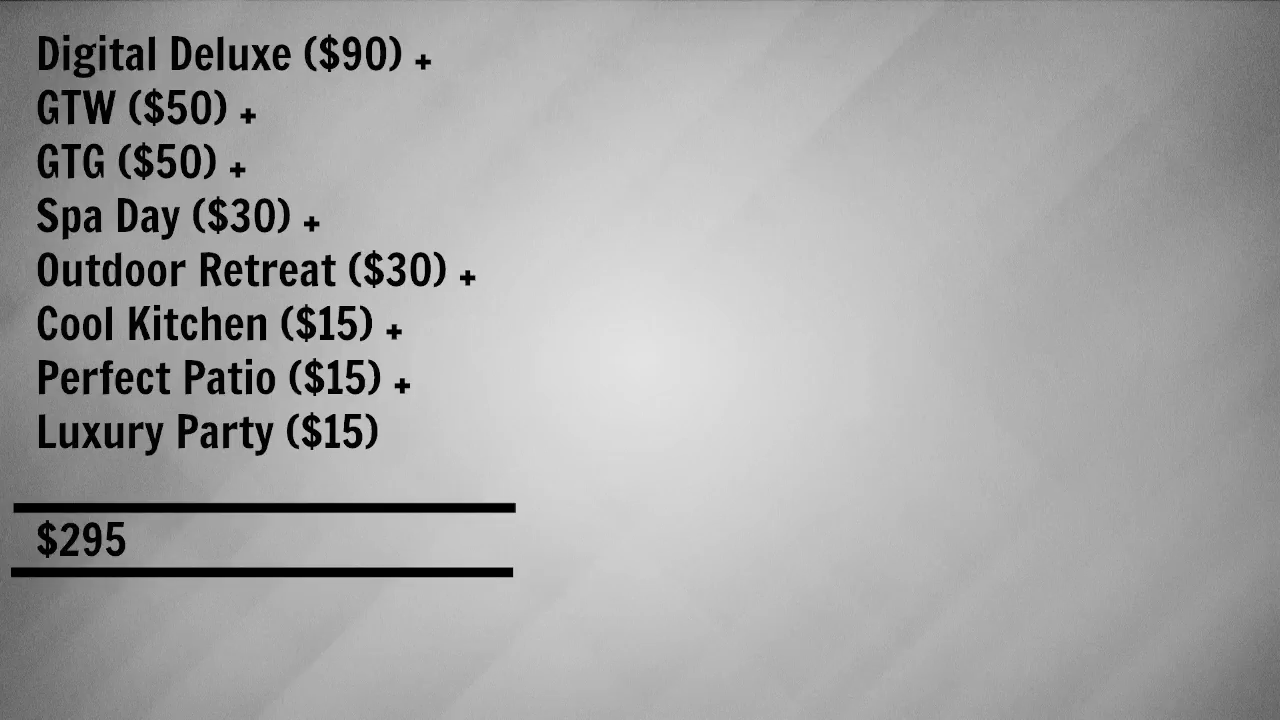 Digital Deluxe ($90) +
GTW ($50) +
GTG ($50) +
Spa Day ($30) +
Outdoor Retreat ($30) +
Cool Kitchen ($15) +
Perfect Patio ($15) +
Luxury Party ($15)
$295